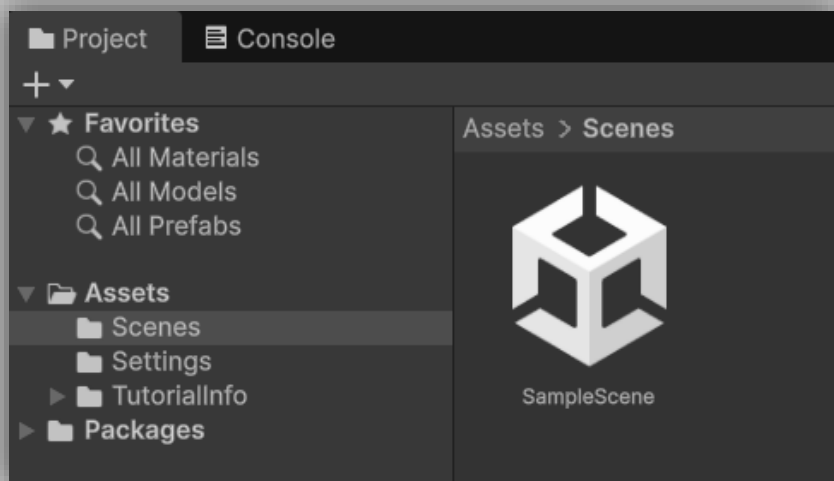 Project
Console
Favorites
All Materials
All Models
All Prefabs
Assets
Scenes
Settings
TutorialInfo
Packages
Assets > Scenes
SampleScene